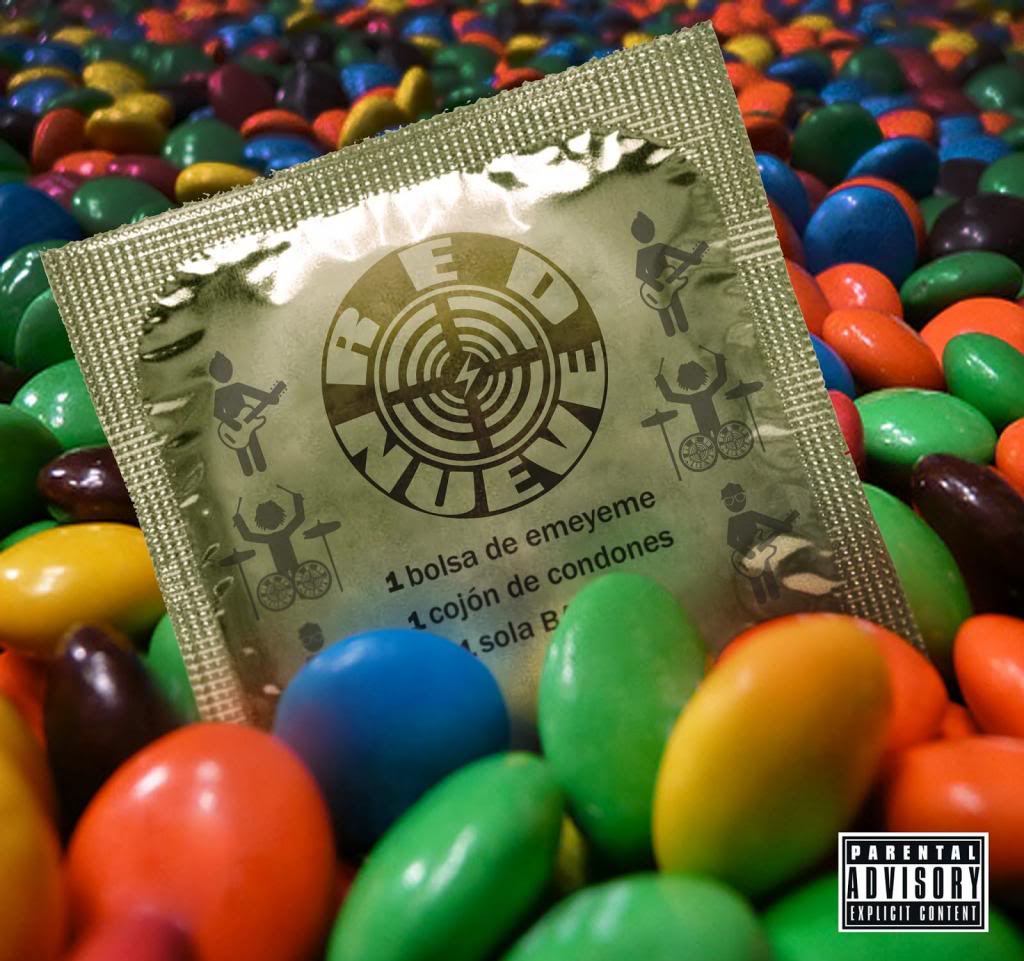 RED
NUEVE
1 bolsa de emeyeme
1 cojón de condones
1 sola
PARENTAL
ADVISORY
EXPLICIT CONTENT